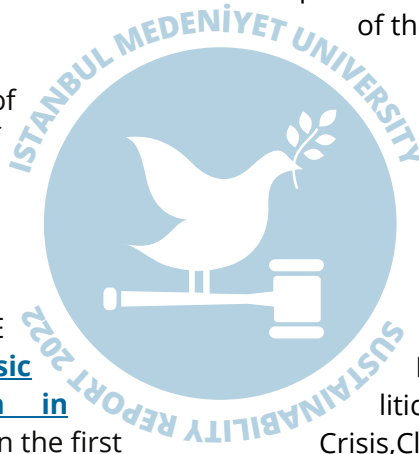 of th
of
ISTANBUL MEDENİYET UNIVERSITY
SUSTAINABILITY REPORT 2022
E
sic
n in
n the first
litic
Crisis,Cl